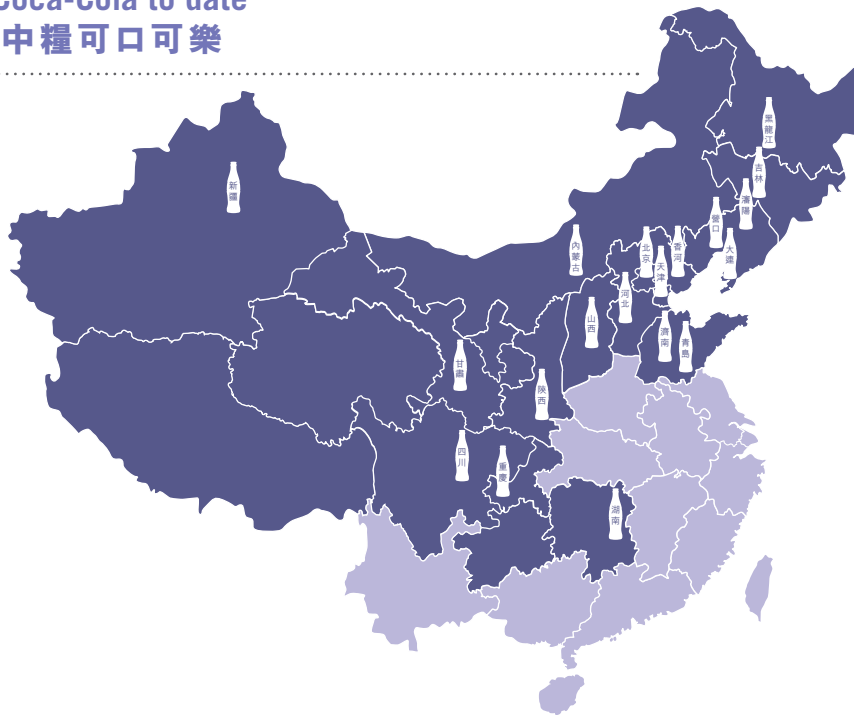 Coca-Cola to date
中糧可口可樂
黑龍江
吉林
瀋陽
營口
大連
新疆
內蒙古
北京
香河
天津
河北
山西
濟南
青島
甘肅
陝西
四川
重慶
湖南